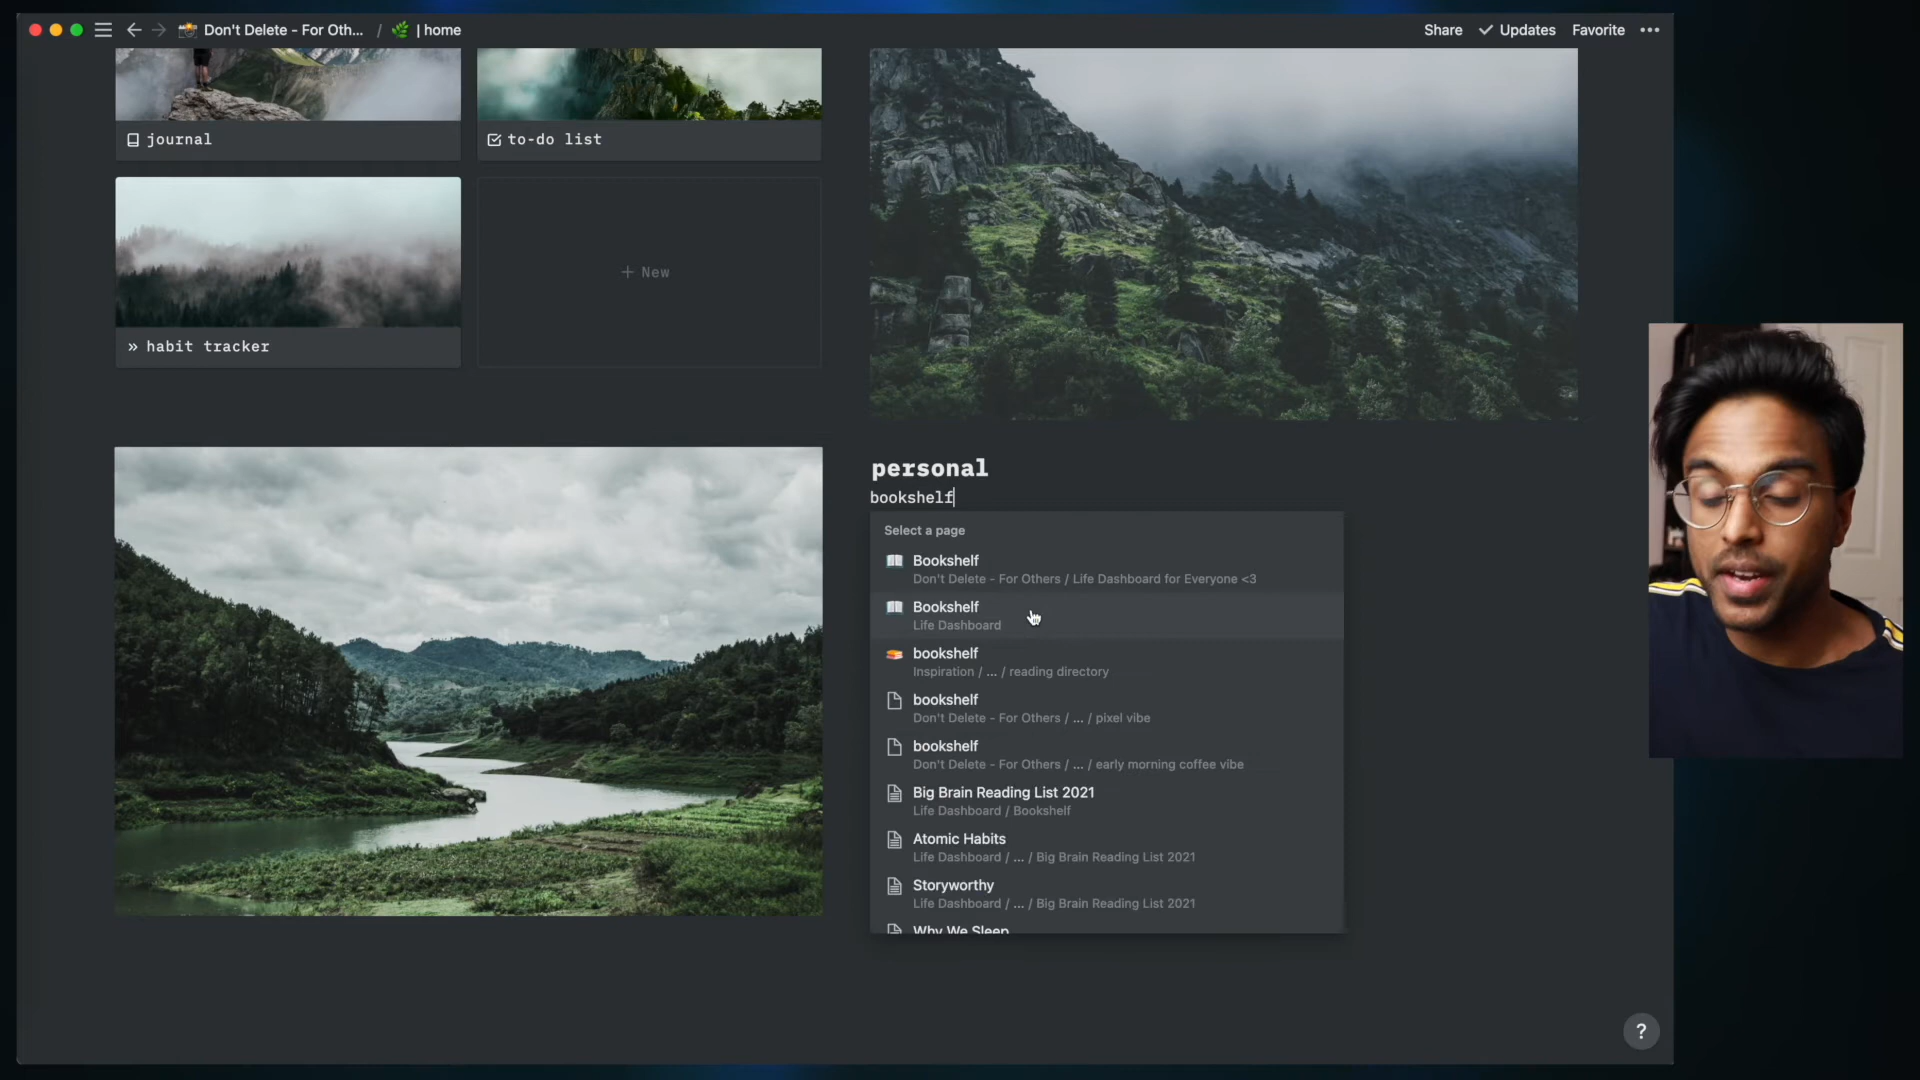 Don't Delete - For Oth... / | home
Share Updates Favorite
journal
to-do list
+ New
» habit tracker
personal
bookshelf
Select a page
Bookshelf
Don't Delete - For Others / Life Dashboard for Everyone <3
Bookshelf
Life Dashboard
bookshelf
Inspiration / ... / reading directory
bookshelf
Don't Delete - For Others / ... / pixel vibe
bookshelf
Don't Delete - For Others / ... / early morning coffee vibe
Big Brain Reading List 2021
Life Dashboard / Bookshelf
Atomic Habits
Life Dashboard / ... / Big Brain Reading List 2021
Storyworthy
Life Dashboard / ... / Big Brain Reading List 2021
Why We Sleep
?